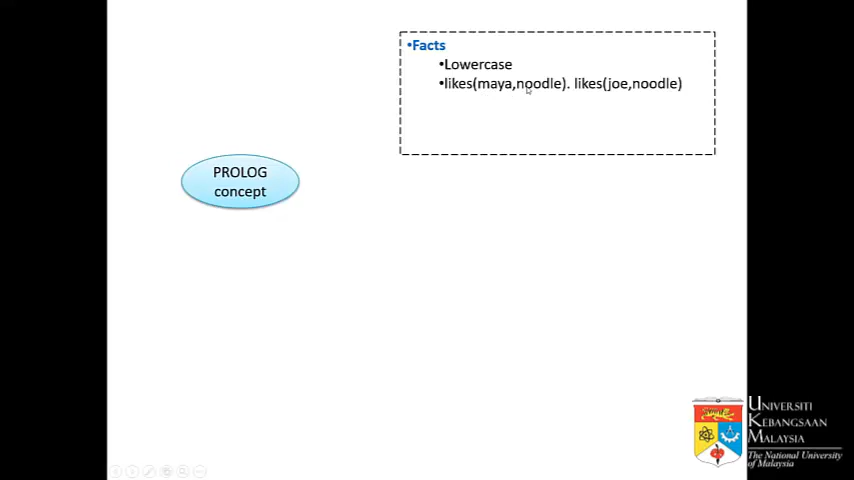 •Facts
•Lowercase
•likes(maya,noodle). likes(joe,noodle)
PROLOG
concept
UNIVERSITI
KEBANGSAAN
MALAYSIA
The National University
of Malaysia